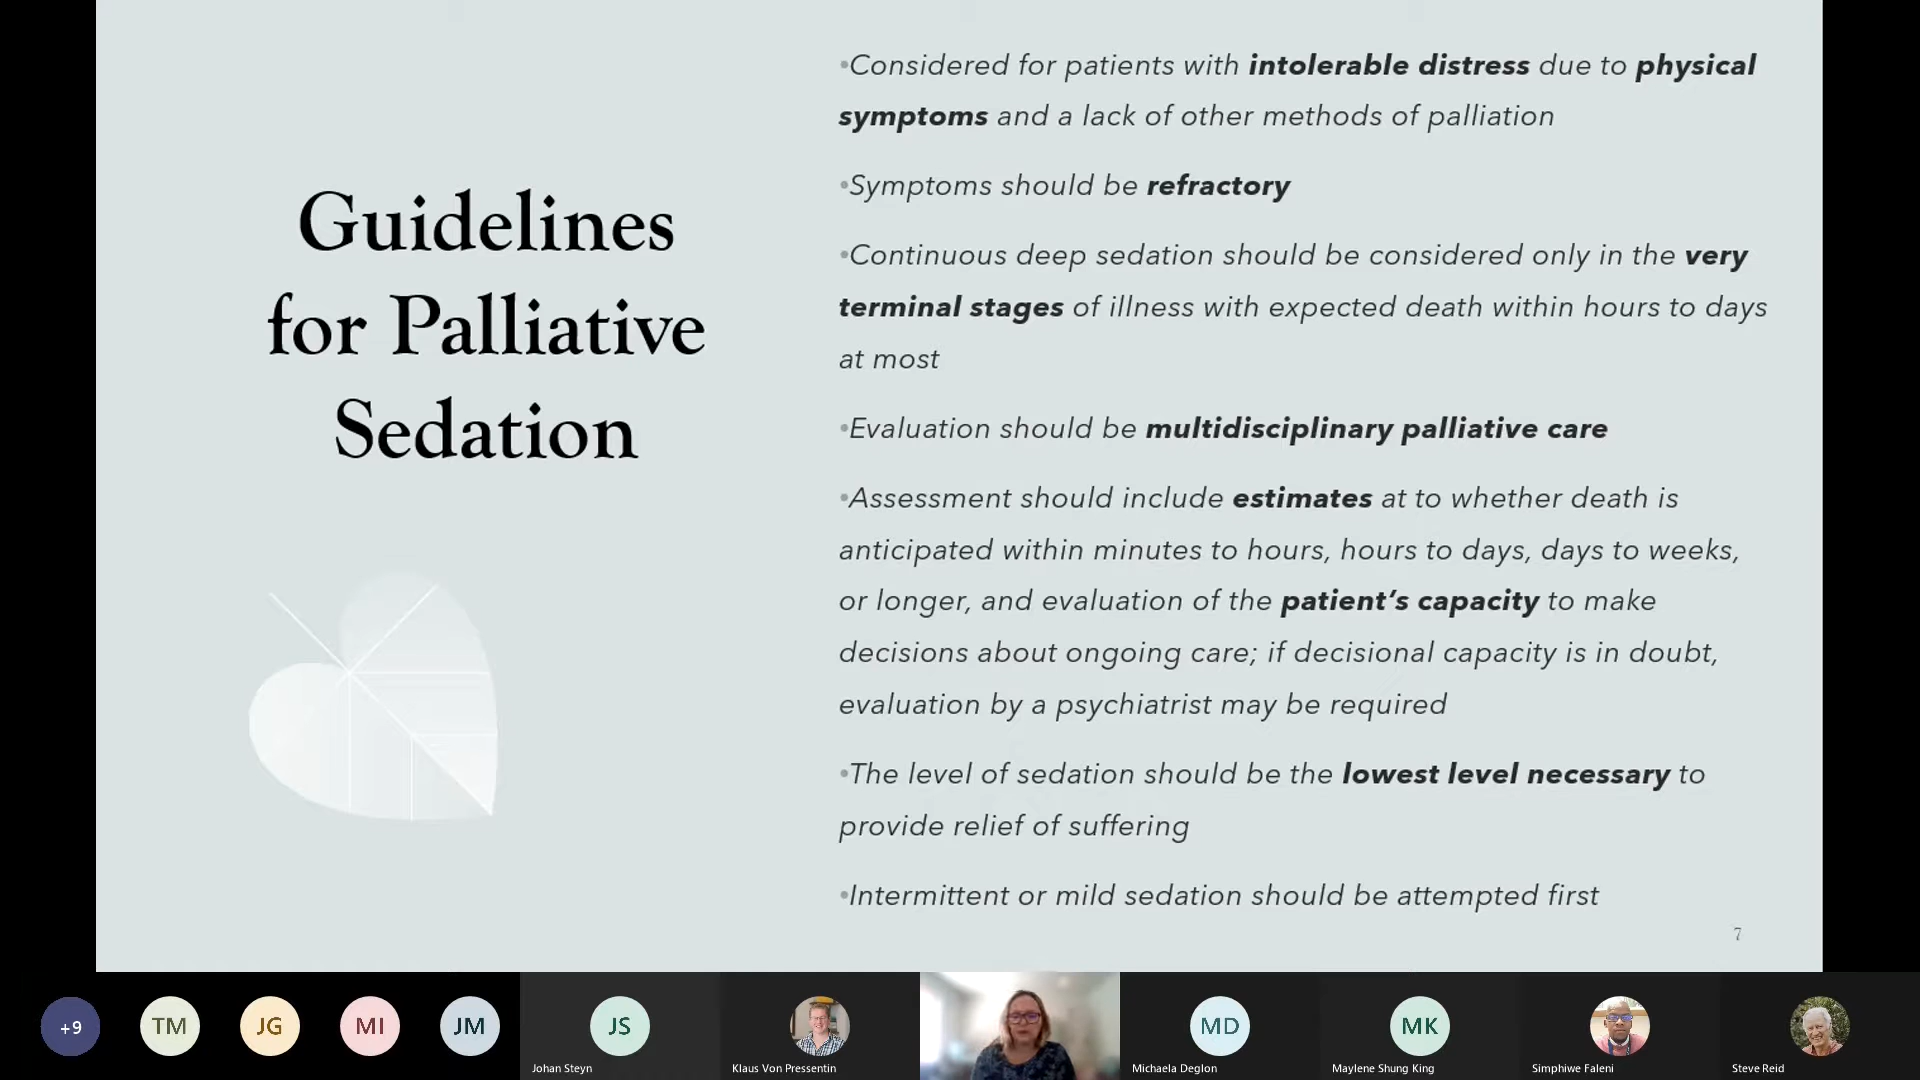 Guidelines
for Palliative
Sedation
•Considered for patients with intolerable distress due to physical
symptoms and a lack of other methods of palliation
•Symptoms should be refractory
•Continuous deep sedation should be considered only in the very
terminal stages of illness with expected death within hours to days
at most
•Evaluation should be multidisciplinary palliative care
•Assessment should include estimates at to whether death is
anticipated within minutes to hours, hours to days, days to weeks,
or longer, and evaluation of the patient’s capacity to make
decisions about ongoing care; if decisional capacity is in doubt,
evaluation by a psychiatrist may be required
•The level of sedation should be the lowest level necessary to
provide relief of suffering
•Intermittent or mild sedation should be attempted first
7
+9
TM
JG
MI
JM
JS
MD
MK
Johan Steyn
Klaus Von Pressentin
Michaela Deglon
Maylene Shung King
Simphiwe Faleni
Steve Reid